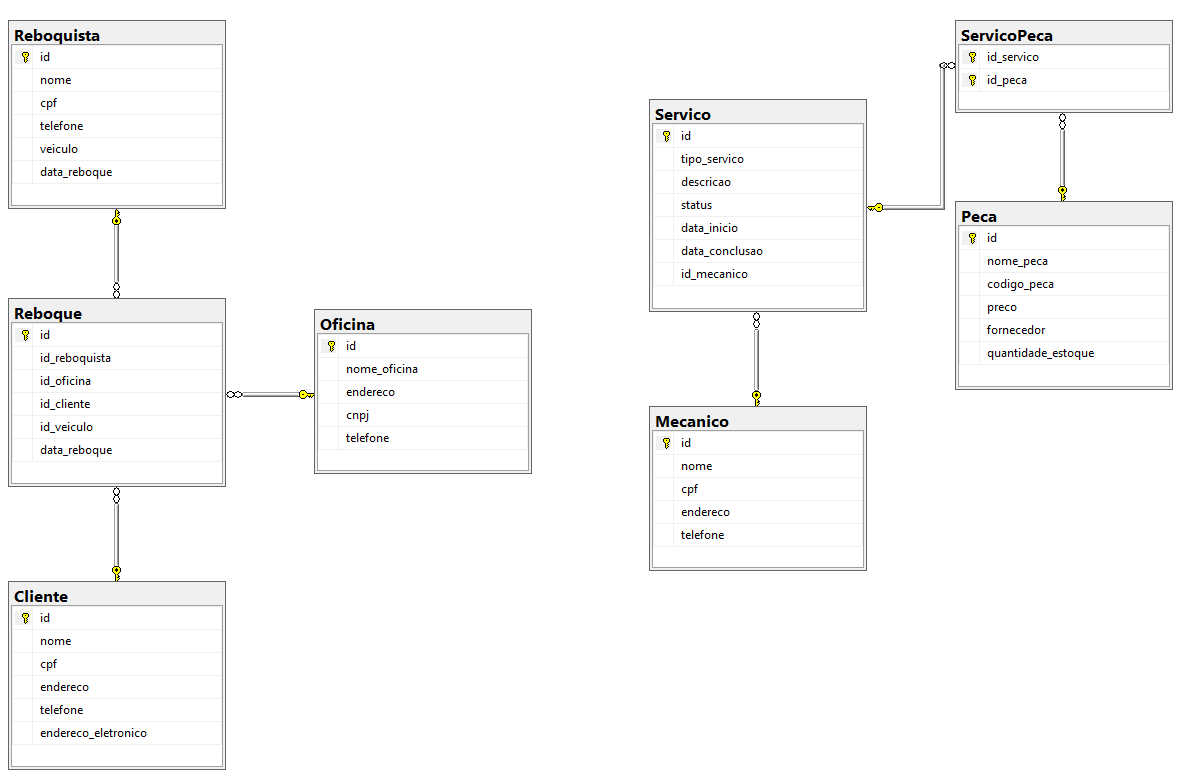 Reboquista
id
nome
cpf
telefone
veiculo
data_reboque
Reboque
id
id_reboquista
id_oficina
id_cliente
id_veiculo
data_reboque
Oficina
id
nome_oficina
endereco
cnpj
telefone
Cliente
id
nome
cpf
endereco
telefone
endereco_eletronico
Servico
id
tipo_servico
descricao
status
data_inicio
data_conclusao
id_mecanico
Mecanico
id
nome
cpf
endereco
telefone
ServicoPeca
id_servico
id_peca
Peca
id
nome_peca
codigo_peca
preco
fornecedor
quantidade_estoque